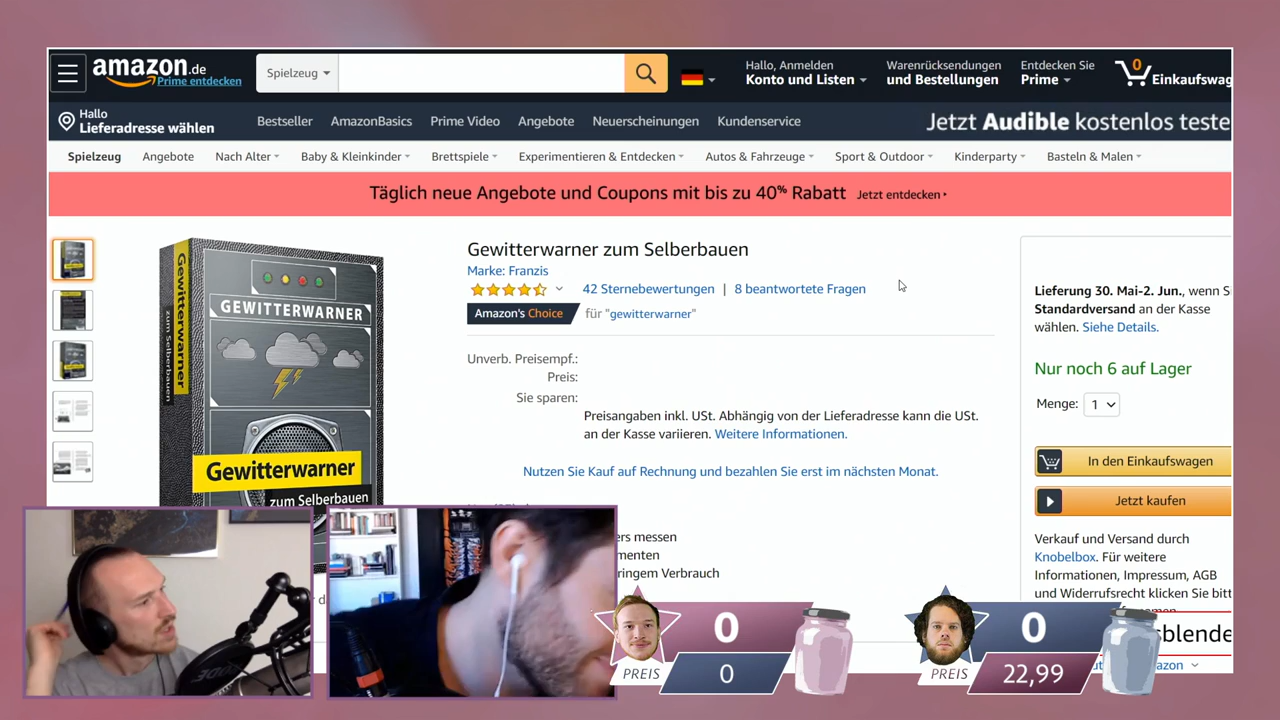 amazon.de
Prime entdecken
Spielzeug
Hallo, Anmelden
Konto und Listen
Warenrücksendungen
und Bestellungen
Entdecken Sie
Prime
0
Einkaufswag
Hallo
Lieferadresse wählen
Bestseller
AmazonBasics
Prime Video
Angebote
Neuerscheinungen
Kundenservice
Jetzt Audible kostenlos teste
Spielzeug
Angebote
Nach Alter
Baby & Kleinkinder
Brettspiele
Experimentieren & Entdecken
Autos & Fahrzeuge
Sport & Outdoor
Kinderparty
Basteln & Malen
Täglich neue Angebote und Coupons mit bis zu 40% Rabatt Jetzt entdecken
Gewitterwarner
zum Selberbauen
GEWITTERWARNER
Gewitterwarner
zum Selberbauen
Gewitterwarner zum Selberbauen
Marke: Franzis
42 Sternebewertungen | 8 beantwortete Fragen
Amazon's Choice für "gewitterwarner"
Unverb. Preisempf.:
Preis:
Sie sparen:
Preisangaben inkl. USt. Abhängig von der Lieferadresse kann die USt.
an der Kasse variieren. Weitere Informationen.
Nutzen Sie Kauf auf Rechnung und bezahlen Sie erst im nächsten Monat.
ers messen
menten
ringem Verbrauch
Lieferung 30. Mai-2. Jun., wenn S
Standardversand an der Kasse
wählen. Siehe Details.
Nur noch 6 auf Lager
Menge: 1
In den Einkaufswagen
Jetzt kaufen
Verkauf und Versand durch
Knobelbox. Für weitere
Informationen, Impressum, AGB
und Widerrufsrecht klicken Sie bitt
sblende
azon
RODE
0
PREIS
0
0
PREIS
22,99